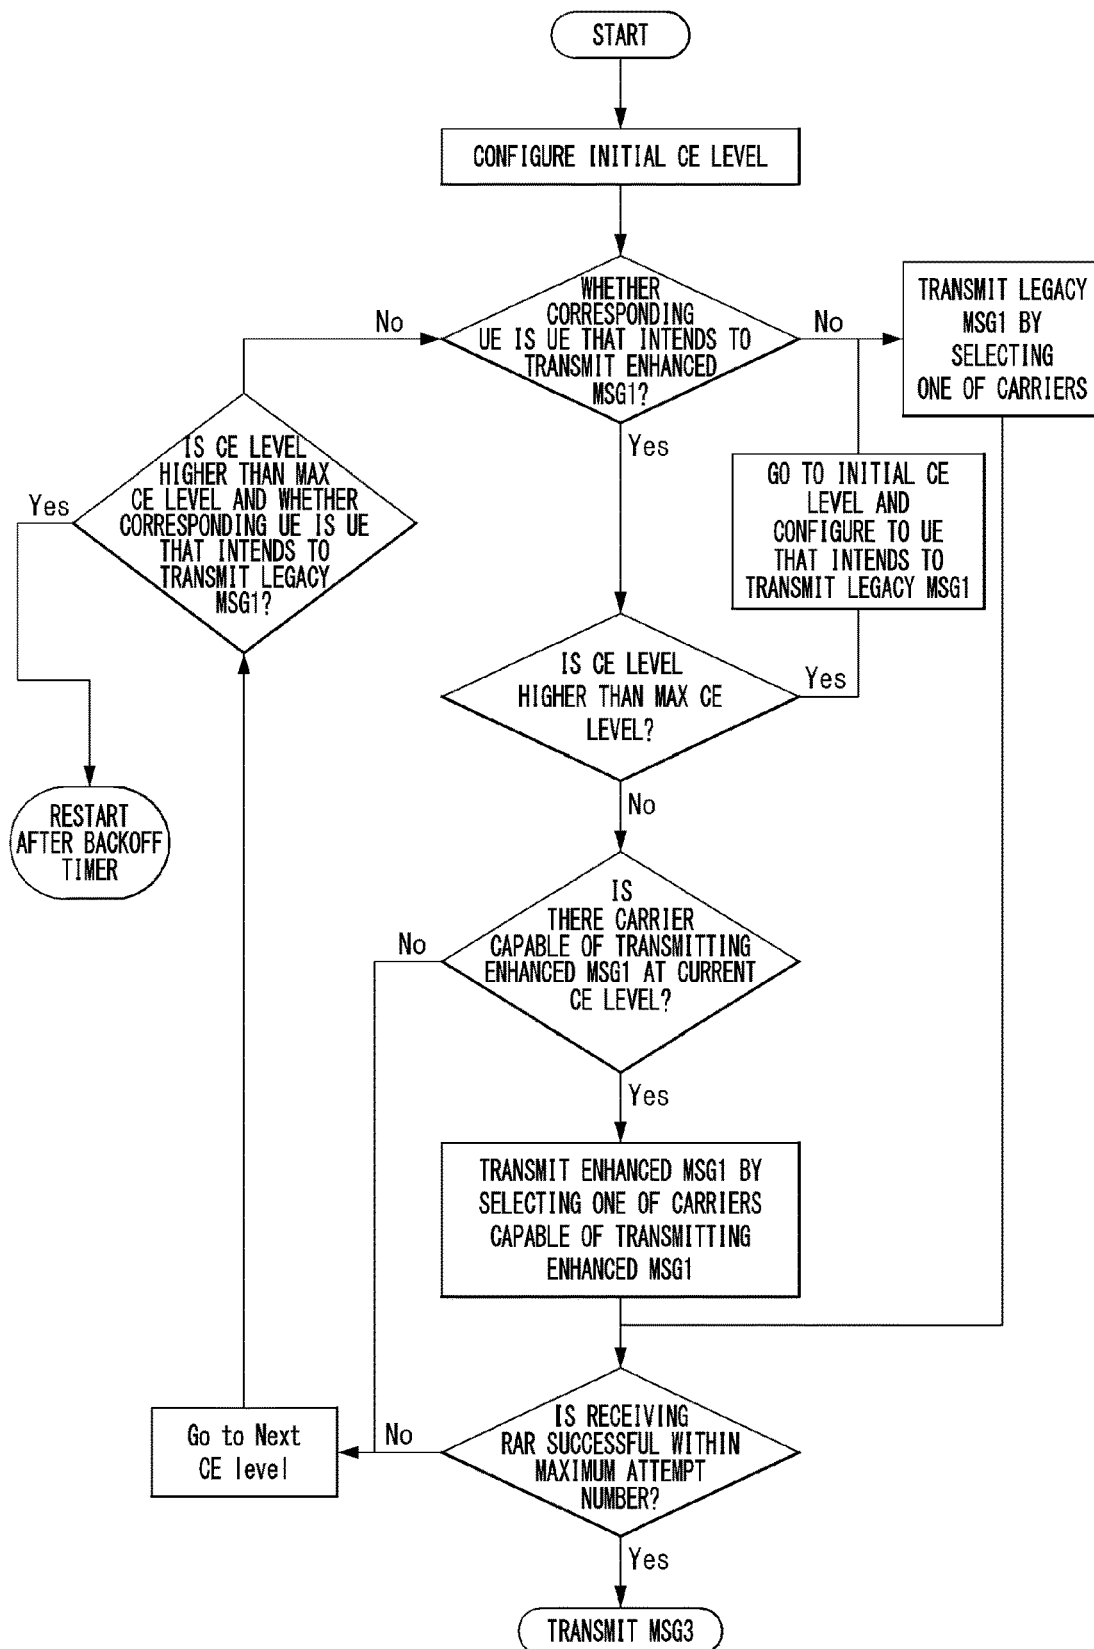 START
CONFIGURE INITIAL CE LEVEL
WHETHER
CORRESPONDING
UE IS UE THAT INTENDS TO
TRANSMIT ENHANCED
MSG1?
No
No
TRANSMIT LEGACY
MSG1 BY
SELECTING
ONE OF CARRIERS
Yes
IS CE LEVEL
HIGHER THAN MAX
CE LEVEL AND WHETHER
CORRESPONDING UE IS UE
THAT INTENDS TO
TRANSMIT LEGACY
MSG1?
Yes
GO TO INITIAL CE
LEVEL AND
CONFIGURE TO UE
THAT INTENDS TO
TRANSMIT LEGACY MSG1
IS CE LEVEL
HIGHER THAN MAX CE
LEVEL?
Yes
No
RESTART
AFTER BACKOFF
TIMER
IS
THERE CARRIER
CAPABLE OF TRANSMITTING
ENHANCED MSG1 AT CURRENT
CE LEVEL?
No
Yes
TRANSMIT ENHANCED MSG1 BY
SELECTING ONE OF CARRIERS
CAPABLE OF TRANSMITTING
ENHANCED MSG1
IS RECEIVING
RAR SUCCESSFUL WITHIN
MAXIMUM ATTEMPT
NUMBER?
No
Go to Next
CE level
Yes
TRANSMIT MSG3